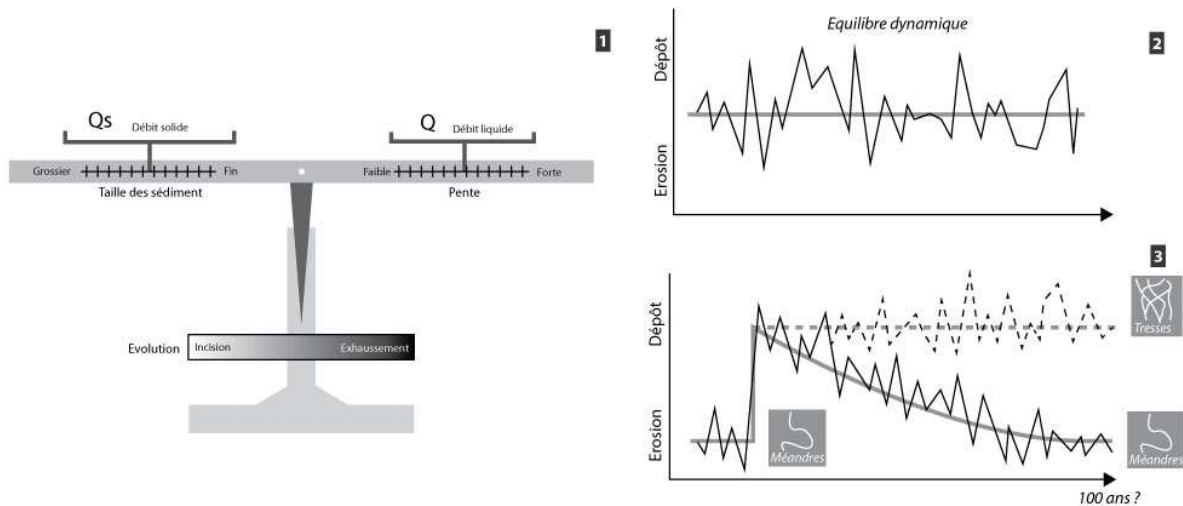 1
Qs Débit solide
Q Débit liquide
Grossier
Fin
Faible
Forte
Taille des sédiment
Pente
Evolution
Incision
Exhaussement
Equilibre dynamique
2
Dépôt
Erosion
3
Dépôt
Erosion
Tresses
Méandres
Méandres
100 ans ?